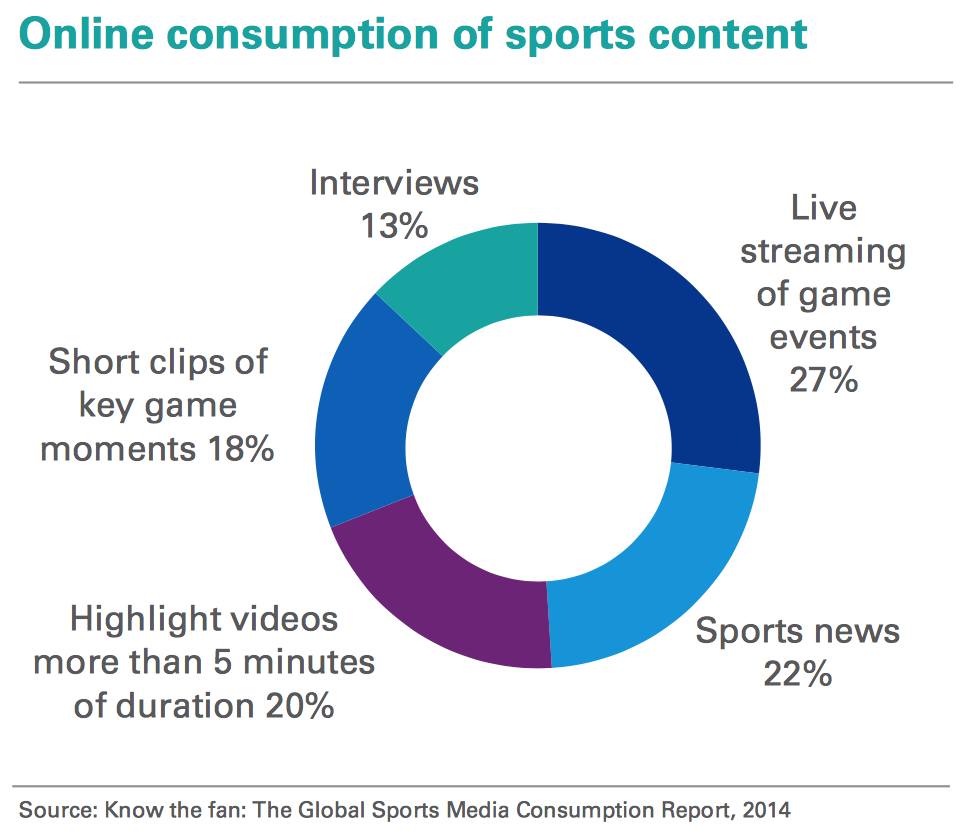 Online consumption of sports content
Interviews
13%
Live
streaming
of game
events
27%
Short clips of
key game
moments 18%
Highlight videos
more than 5 minutes
of duration 20%
Sports news
22%
Source: Know the fan: The Global Sports Media Consumption Report, 2014